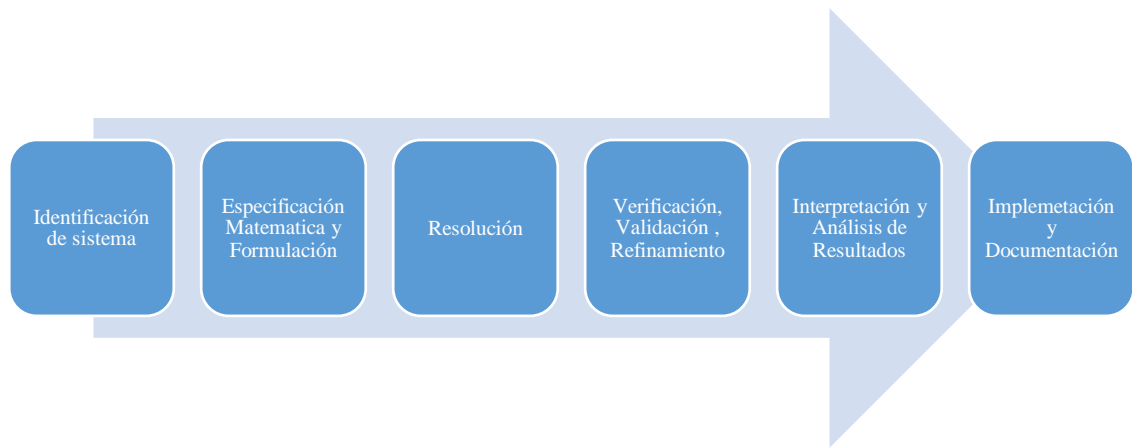 Identificación
de sistema
Especificación
Matematica y
Formulación
Resolución
Verificación,
Validación ,
Refinamiento
Interpretación y
Análisis de
Resultados
Implemetación
y
Documentación